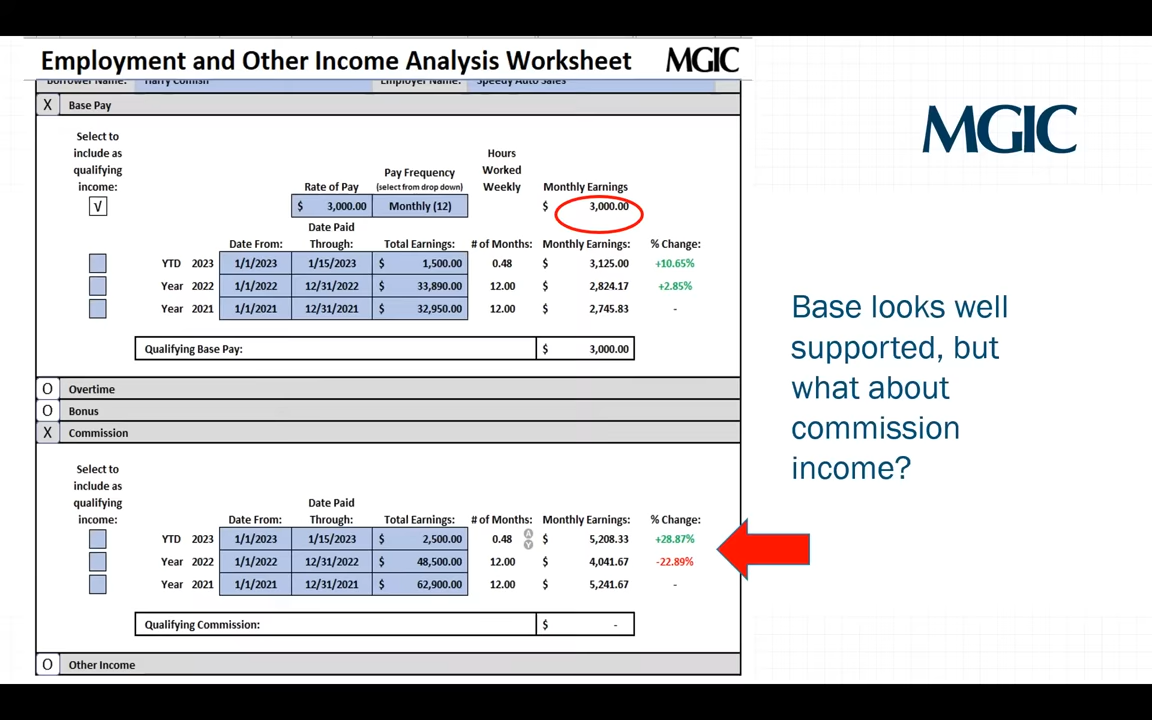 Employment and Other Income Analysis Worksheet MGIC
Borrower Name: Harry Cornish Employer Name: Speedy Auto Sales
X Base Pay
MGIC
Select to
include as
qualifying
income:
Hours
Worked
Weekly
Pay Frequency
(select from drop down)
Rate of Pay
Monthly Earnings
√ $ 3,000.00 Monthly (12) $ 3,000.00
Date From: Date Paid
Through: Total Earnings: # of Months: Monthly Earnings: % Change:
YTD 2023 1/1/2023 1/15/2023 $ 1,500.00 0.48 $ 3,125.00 +10.65%
Year 2022 1/1/2022 12/31/2022 $ 33,890.00 12.00 $ 2,824.17 +2.85%
Year 2021 1/1/2021 12/31/2021 $ 32,950.00 12.00 $ 2,745.83 -
Qualifying Base Pay: $ 3,000.00
O Overtime
O Bonus
X Commission
Select to
include as
qualifying
income:
Date From: Date Paid
Through: Total Earnings: # of Months: Monthly Earnings: % Change:
YTD 2023 1/1/2023 1/15/2023 $ 2,500.00 0.48 $ 5,208.33 +28.87%
Year 2022 1/1/2022 12/31/2022 $ 48,500.00 12.00 $ 4,041.67 -22.89%
Year 2021 1/1/2021 12/31/2021 $ 62,900.00 12.00 $ 5,241.67 -
Qualifying Commission: $ -
O Other Income
Base looks well
supported, but
what about
commission
income?